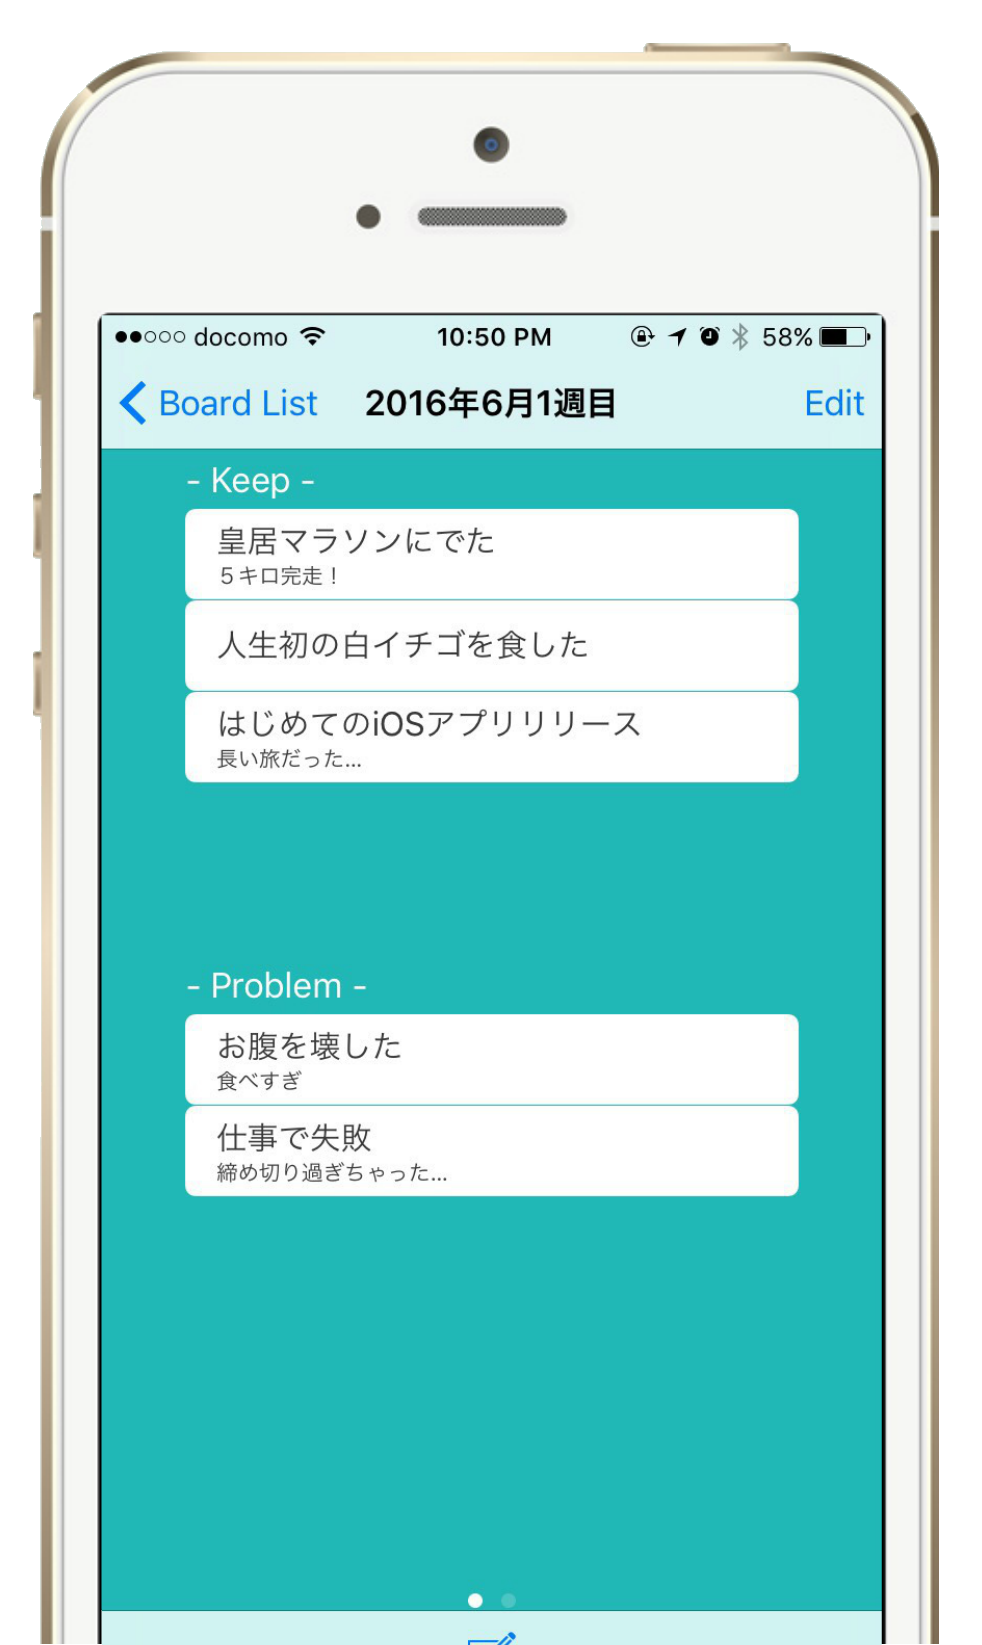 docomo 10:50 PM 58%
Board List 2016年6月1週目 Edit
- Keep -
皇居マラソンにでた
５キロ完走！
人生初の白イチゴを食した
はじめてのiOSアプリリリース
長い旅だった...
- Problem -
お腹を壊した
食べすぎ
仕事で失敗
締め切り過ぎちゃった...